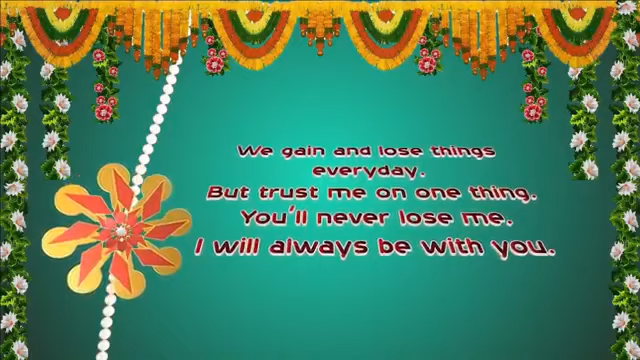 We gain and lose things
everyday.
But trust me on one thing.
You'll never lose me.
I will always be with you.